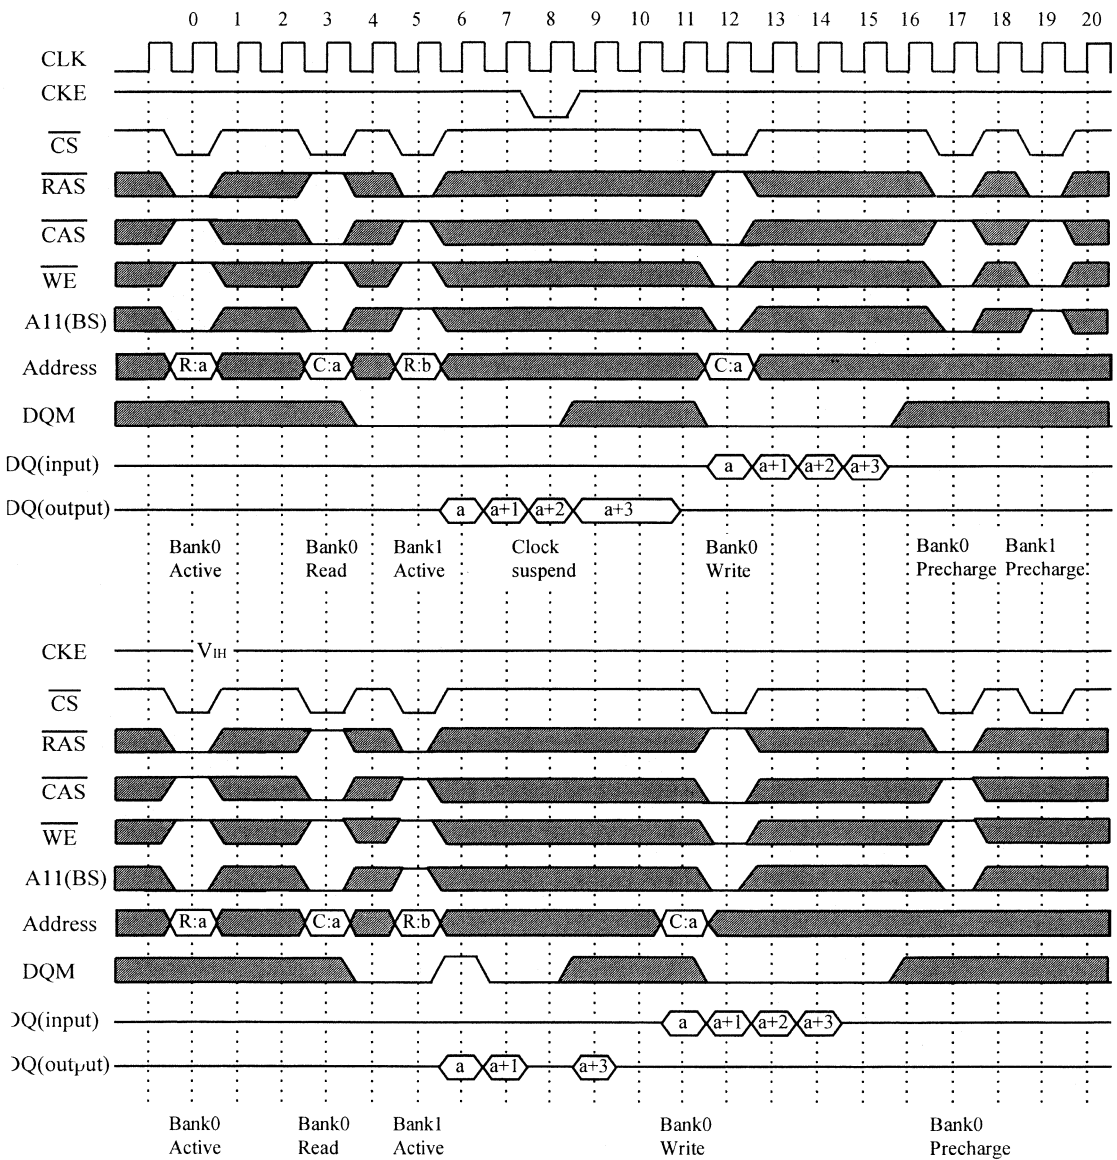 0 1 2 3 4 5 6 7 8 9 10 11 12 13 14 15 16 17 18 19 20
CLK
CKE
CS
RAS
CAS
WE
A11(BS)
Address R:a C:a R:b C:a
DQM
DQ(input) a a+1 a+2 a+3
DQ(output) a a+1 a+2 a+3
Bank0 Bank0 Bank1 Clock Bank0 Bank0 Bank1
Active Read Active suspend Write Precharge Precharge
CKE VIH
CS
RAS
CAS
WE
A11(BS)
Address R:a C:a R:b C:a
DQM
DQ(input) a a+1 a+2 a+3
DQ(output) a a+1 a+3
Bank0 Bank0 Bank1 Bank0 Bank0
Active Read Active Write Precharge